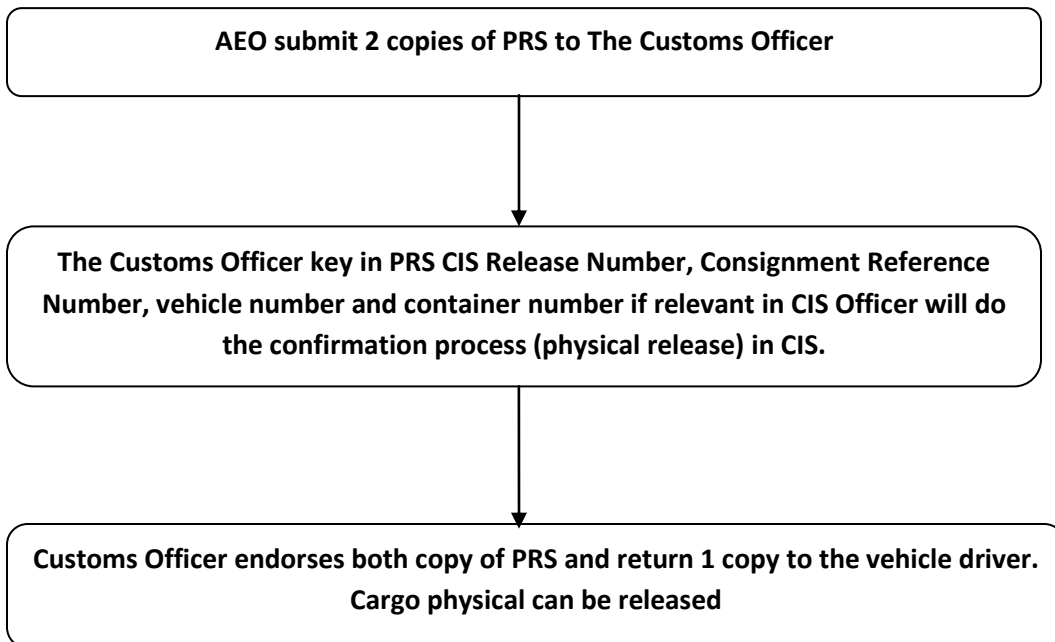 AEO submit 2 copies of PRS to The Customs Officer
The Customs Officer key in PRS CIS Release Number, Consignment Reference
Number, vehicle number and container number if relevant in CIS Officer will do
the confirmation process (physical release) in CIS.
Customs Officer endorses both copy of PRS and return 1 copy to the vehicle driver.
Cargo physical can be released